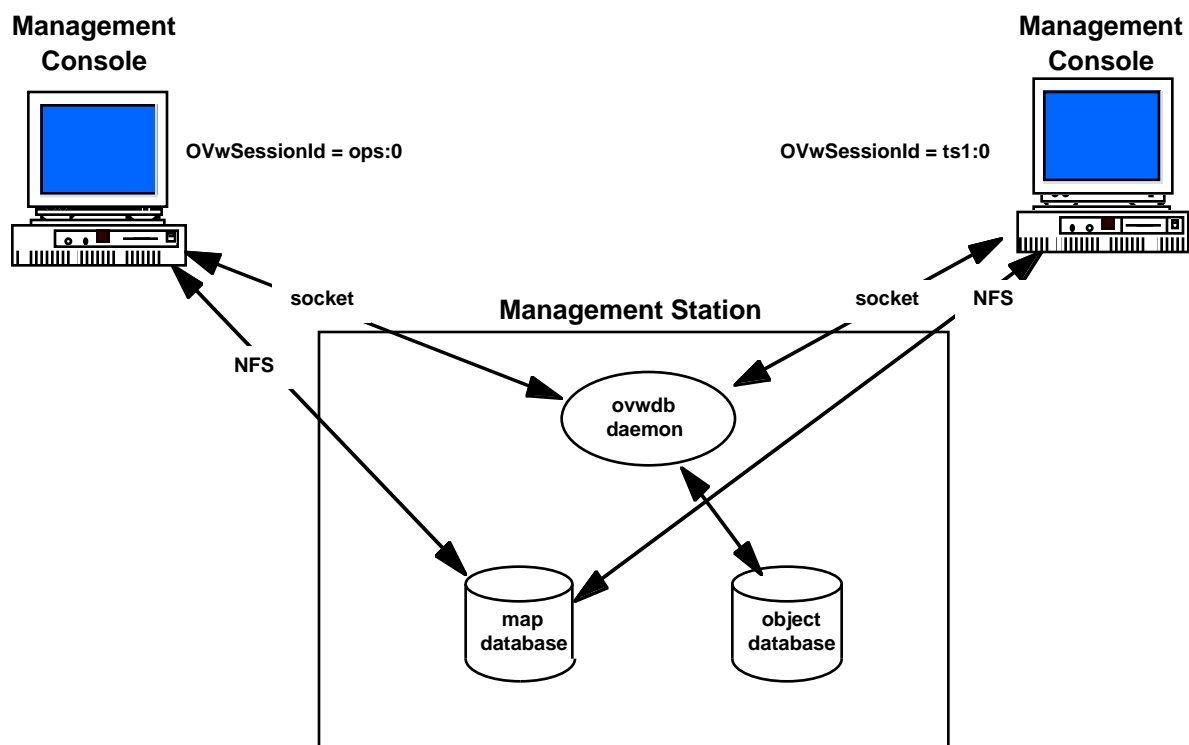 Management
Console
Management
Console
OVwSessionId = ops:0
OVwSessionId = ts1:0
socket
Management Station
socket
NFS
NFS
ovwdb
daemon
map
database
object
database